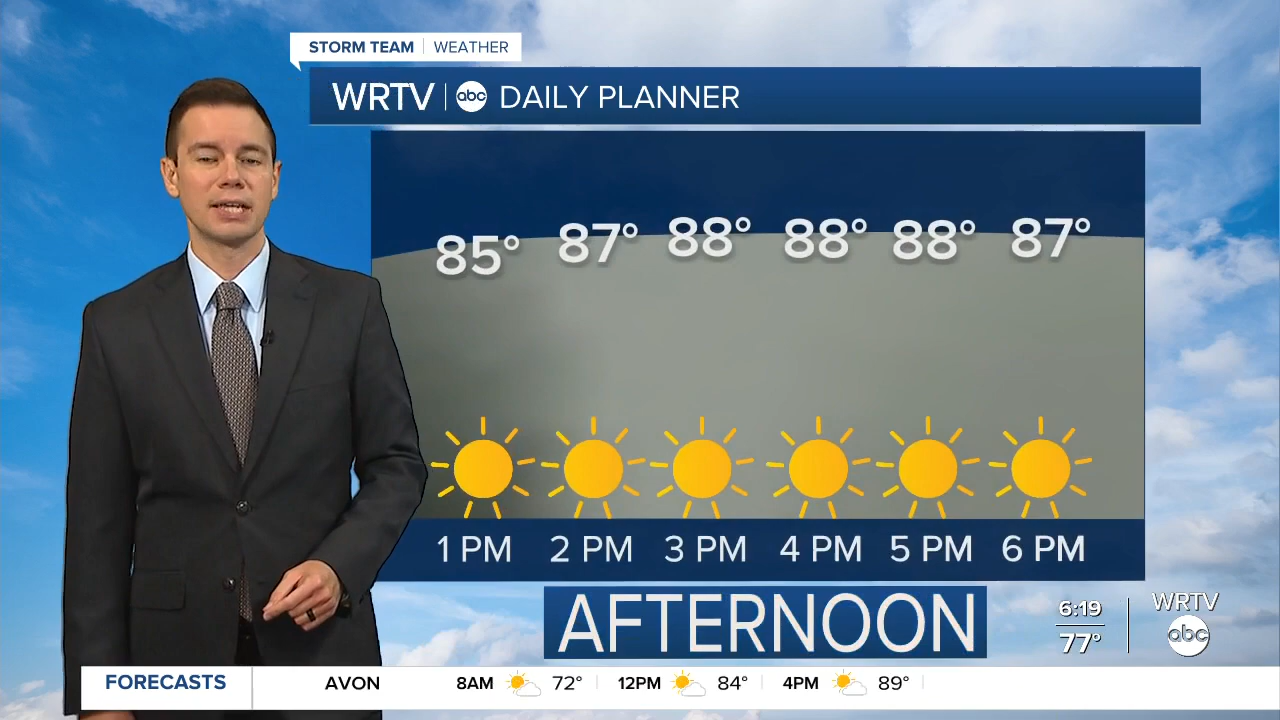 STORM TEAM | WEATHER
WRTV | abc DAILY PLANNER
85° 87° 88° 88° 88° 87°
1 PM 2 PM 3 PM 4 PM 5 PM 6 PM
AFTERNOON
6:19
77°
WRTV
abc
FORECASTS AVON 8AM 72° 12PM 84° 4PM 89°